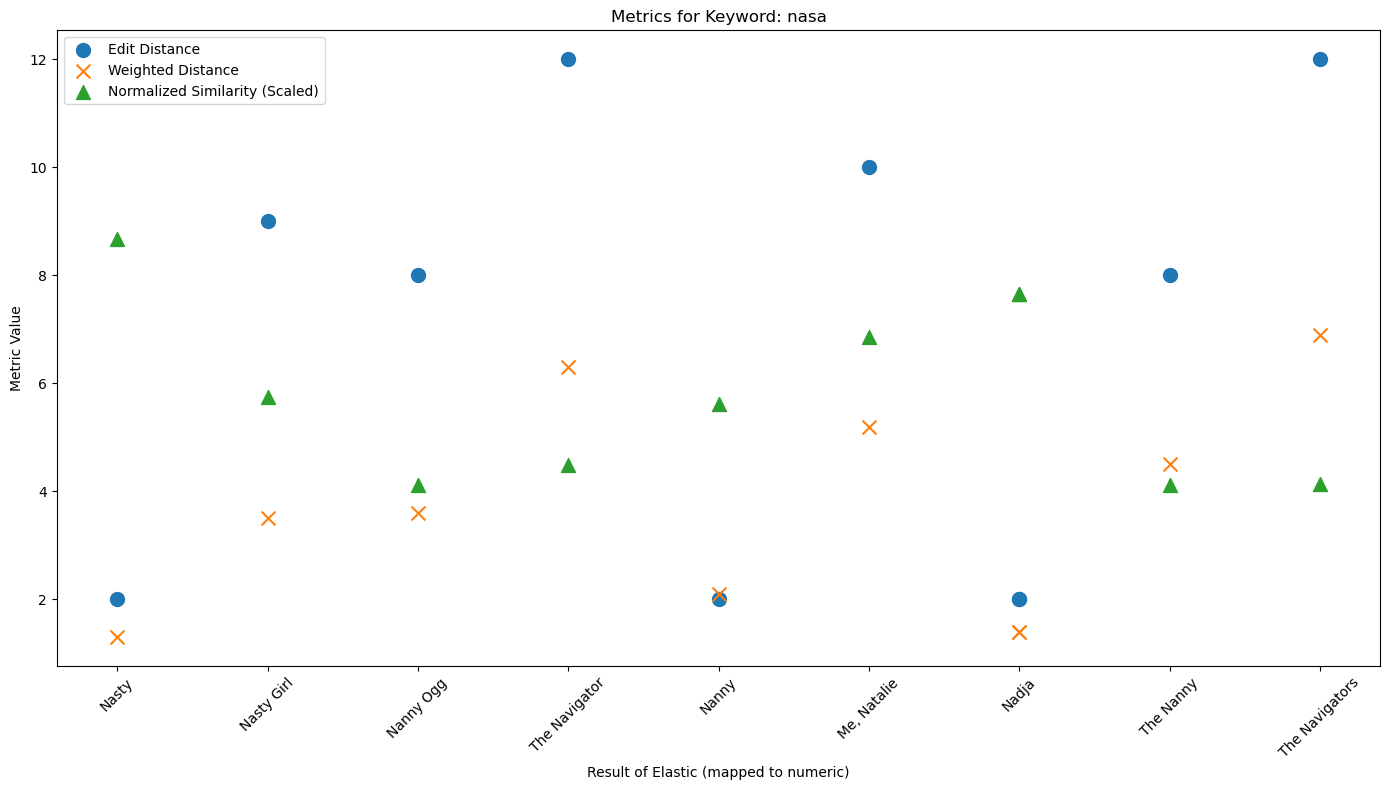 Metrics for Keyword: nasa
Edit Distance
Weighted Distance
Normalized Similarity (Scaled)
Metric Value
12
10
8
6
4
2
Nasty
Nasty Girl
Nanny Ogg
The Navigator
Nanny
Me, Natalie
Nadja
The Nanny
The Navigators
Result of Elastic (mapped to numeric)